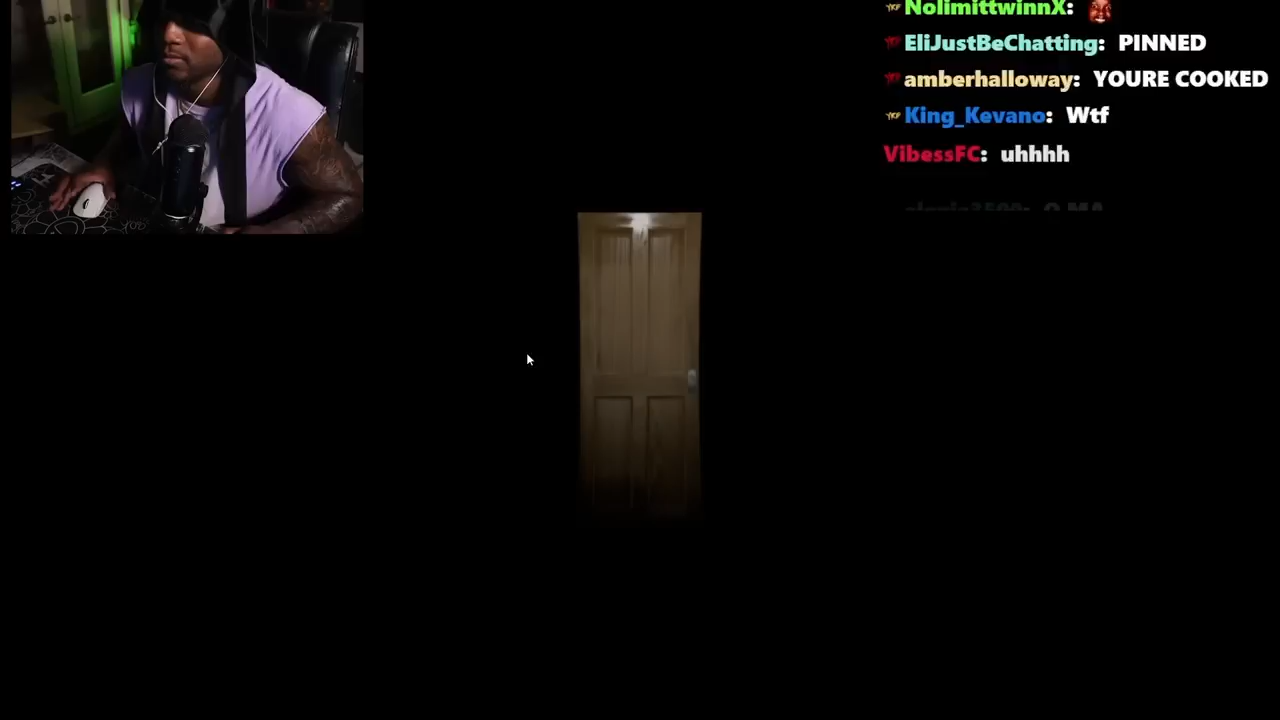 NolimittwinnX:
EliJustBeChatting: PINNED
amberhalloway: YOURE COOKED
King_Kevano: Wtf
VibessFC: uhhhh